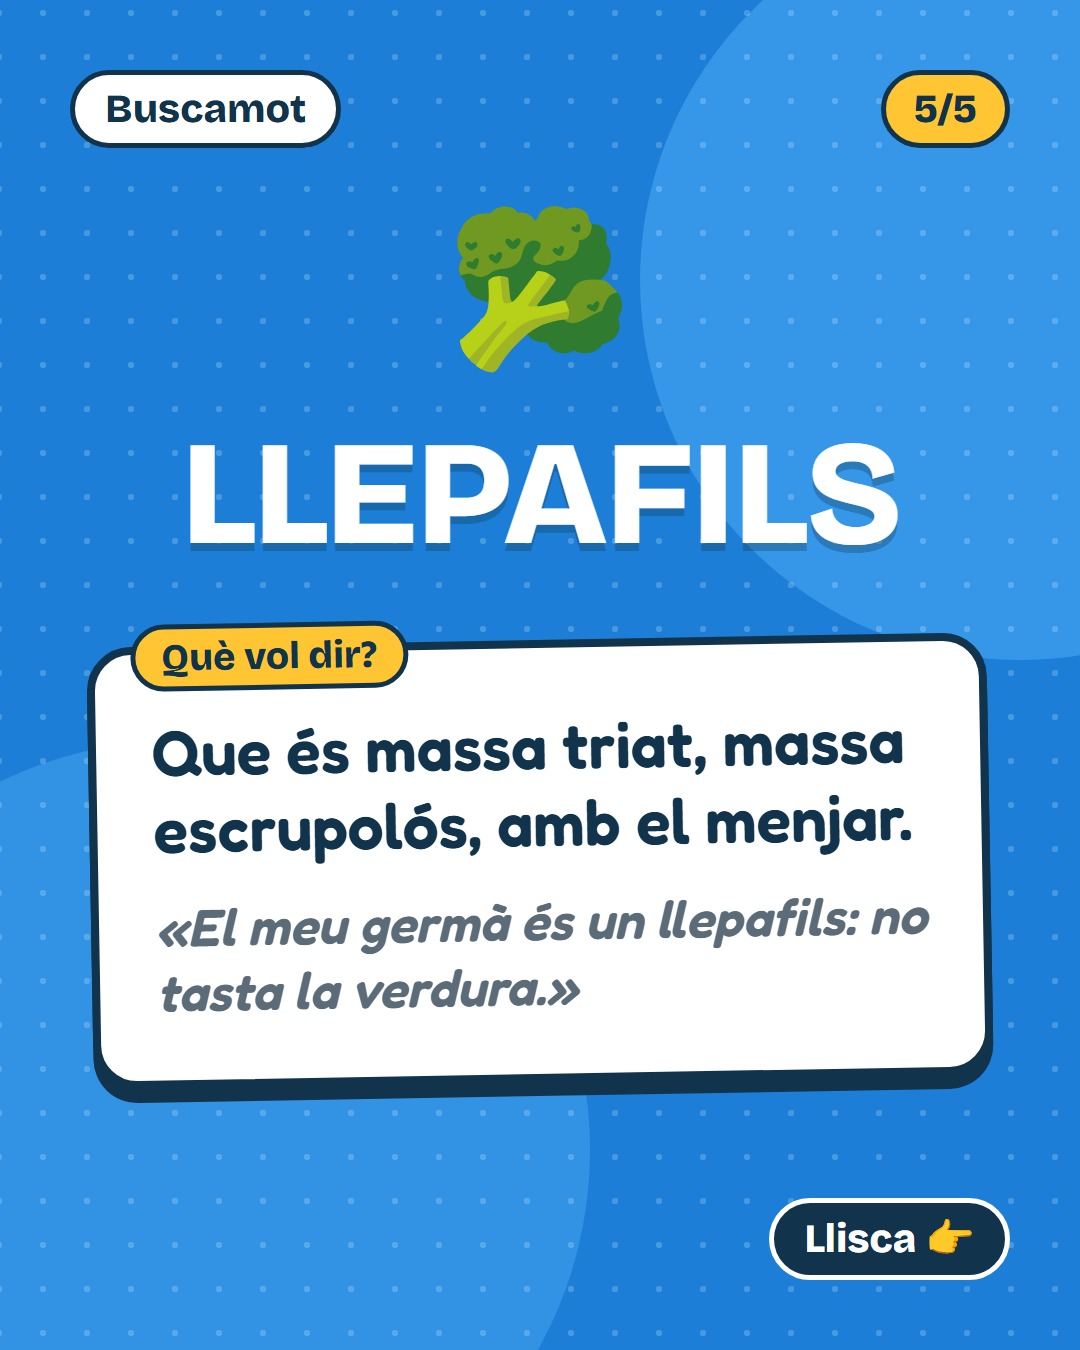 Buscamot
5/5
LLEPAFILS
Què vol dir?
Que és massa triat, massa
escrupolós, amb el menjar.
«El meu germà és un llepafils: no
tasta la verdura.»
Llisca 👉